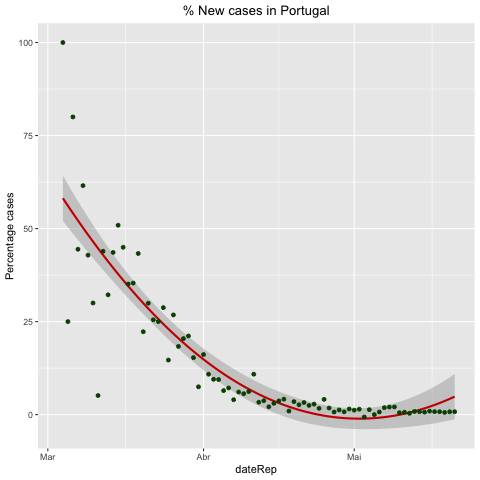 % New cases in Portugal
100
75
50
25
0
Percentage cases
Mar
Abr
Mai
dateRep